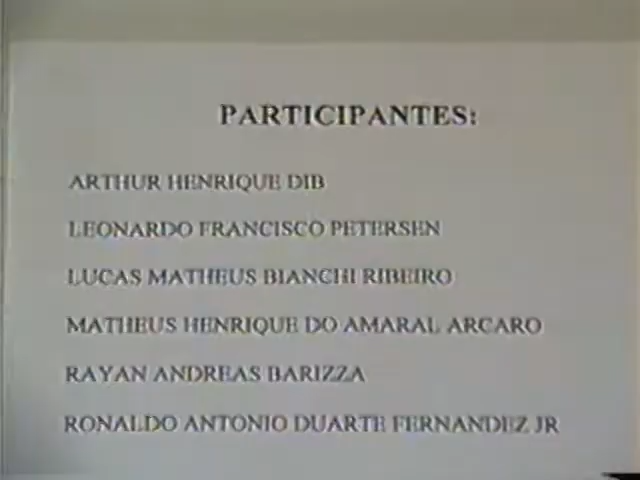 PARTICIPANTES:
ARTHUR HENRIQUE DIB
LEONARDO FRANCISCO PETERSEN
LUCAS MATHEUS BIANCHI RIBEIRO
MATHEUS HENRIQUE DO AMARAL ARCARO
RAYAN ANDREAS BARIZZA
RONALDO ANTONIO DUARTE FERNANDEZ JR